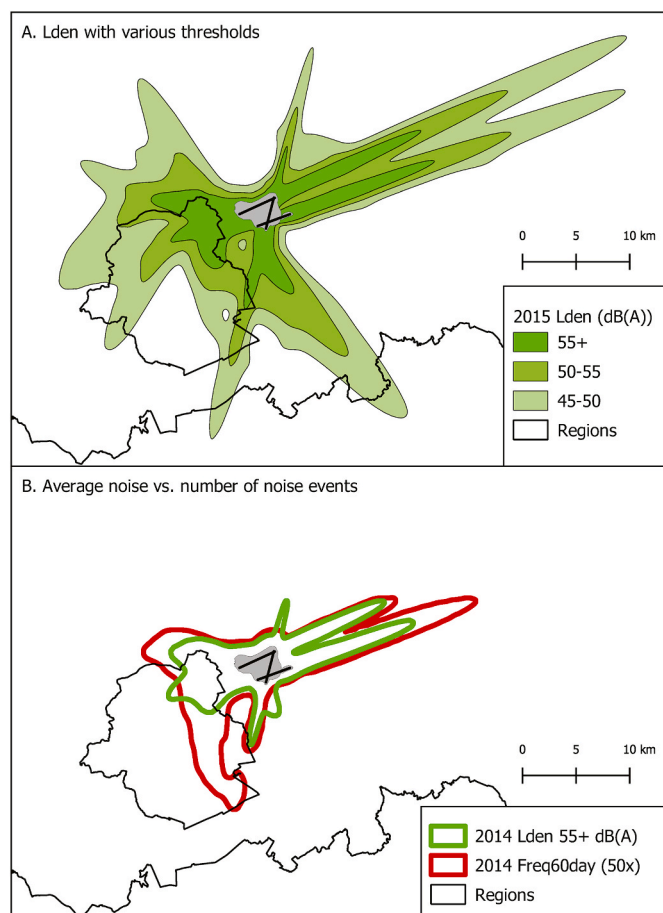 A. Lden with various thresholds
0 5 10 km
2015 Lden (dB(A))
55+
50-55
45-50
Regions
B. Average noise vs. number of noise events
0 5 10 km
2014 Lden 55+ dB(A)
2014 Freq60day (50x)
Regions